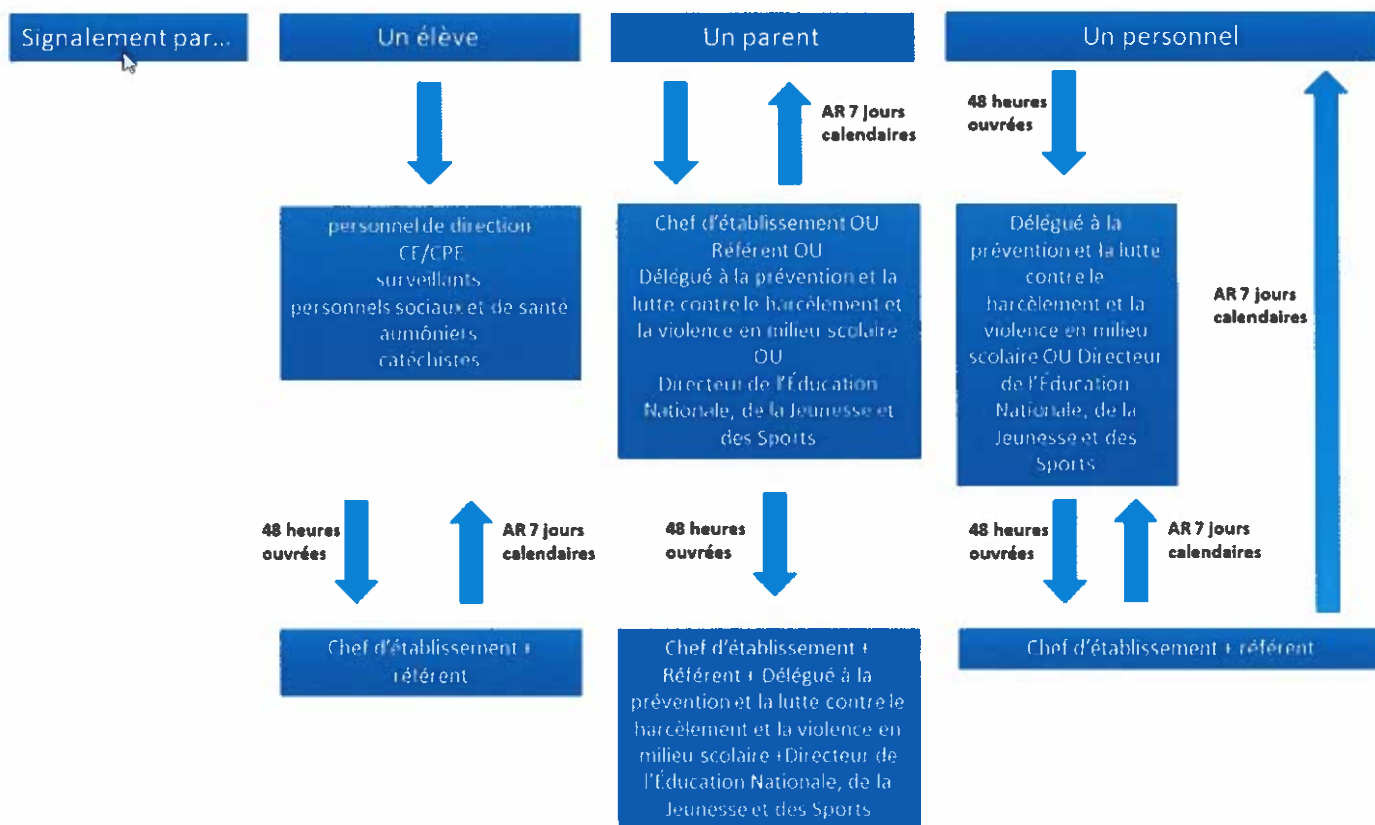 Signalement par...
Un élève
Un parent
Un personnel
AR 7 jours
calendaires
48 heures
ouvrées
personnel de direction
CE/CPE
surveillants
personnels sociaux et de santé
aumôniers
catéchistes
Chef d'établissement OU
Référent OU
Délégué à la prévention et la
lutte contre le harcèlement et
la violence en milieu scolaire
OU
Directeur de l'Éducation
Nationale, de la Jeunesse et
des Sports
Délégué à la
prévention et la lutte
contre le
harcèlement et la
violence en milieu
scolaire OU Directeur
de l'Éducation
Nationale, de la
Jeunesse et des
Sports
AR 7 jours
calendaires
48 heures
ouvrées
AR 7 jours
calendaires
48 heures
ouvrées
48 heures
ouvrées
AR 7 jours
calendaires
Chef d'établissement +
référent
Chef d'établissement +
Référent + Délégué à la
prévention et la lutte contre le
harcèlement et la violence en
milieu scolaire +Directeur de
l'Éducation Nationale, de la
Jeunesse et des Sports
Chef d'établissement + référent